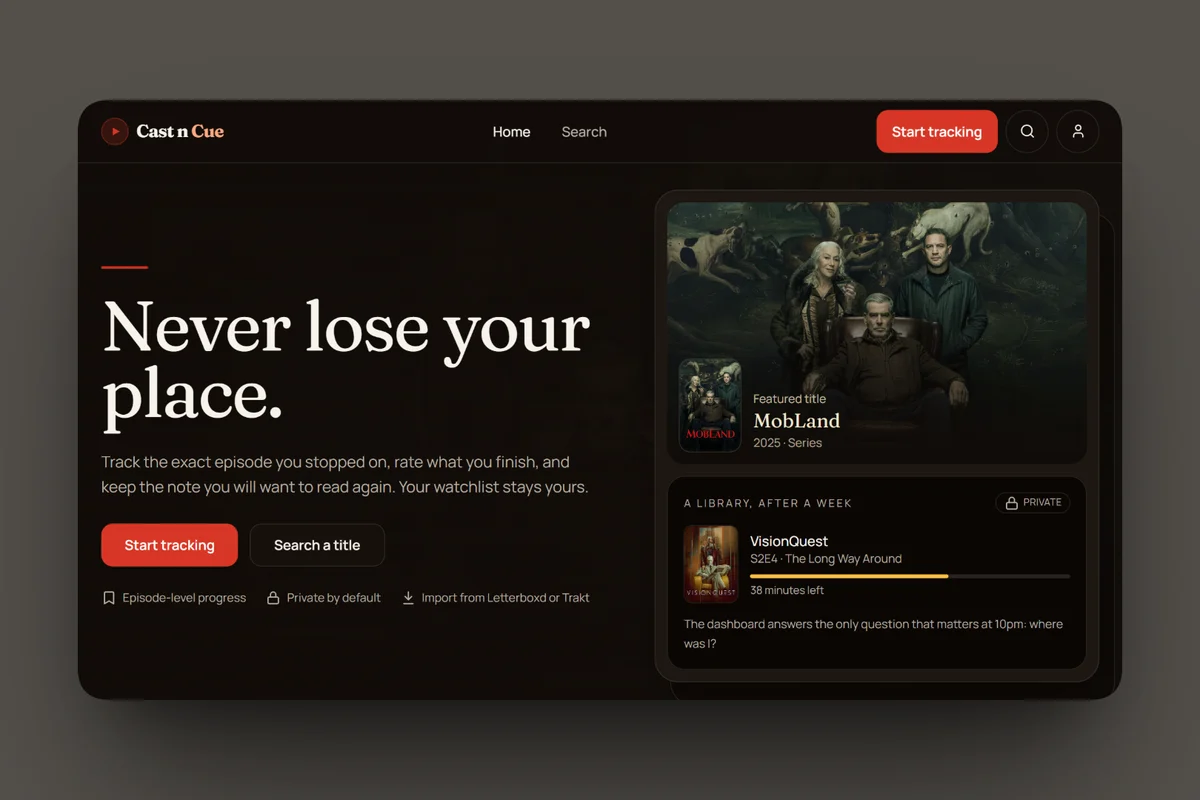 Cast n Cue
Home
Search
Start tracking
Never lose your
place.
Track the exact episode you stopped on, rate what you finish, and
keep the note you will want to read again. Your watchlist stays yours.
Start tracking
Search a title
Episode-level progress
Private by default
Import from Letterboxd or Trakt
MOBLAND
Featured title
MobLand
2025 · Series
A LIBRARY, AFTER A WEEK
PRIVATE
VISIONQUEST
VisionQuest
S2E4 · The Long Way Around
38 minutes left
The dashboard answers the only question that matters at 10pm: where
was I?